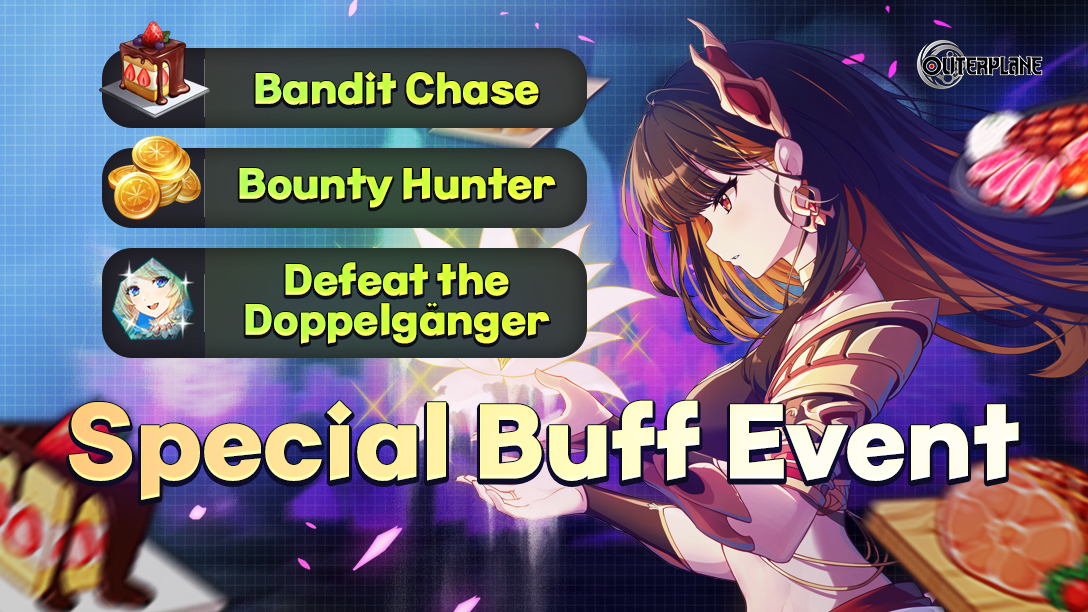 OUTERPLANE
Bandit Chase
Bounty Hunter
Defeat the
Doppelgänger
Special Buff Event